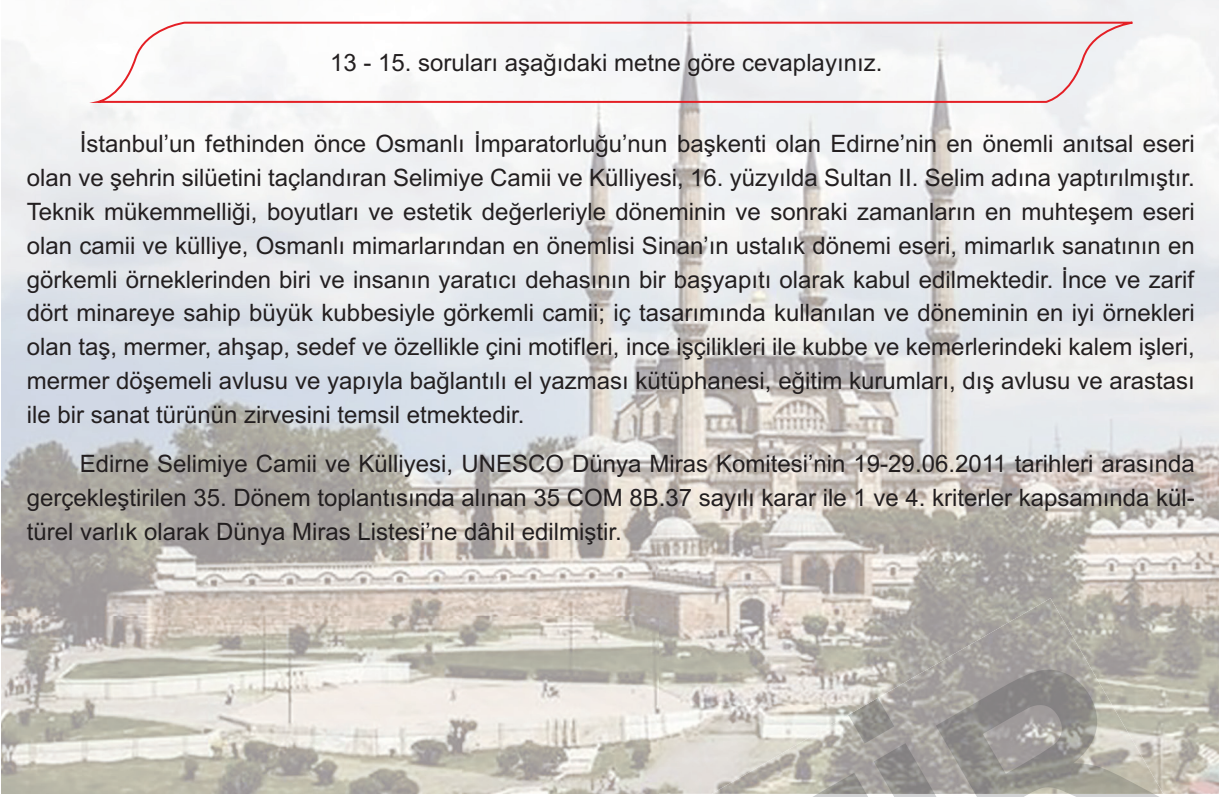 13 - 15. soruları aşağıdaki metne göre cevaplayınız.
İstanbul'un fethinden önce Osmanlı İmparatorluğu'nun başkenti olan Edirne'nin en önemli anıtsal eseri
olan ve şehrin silüetini taçlandıran Selimiye Camii ve Külliyesi, 16. yüzyılda Sultan II. Selim adına yaptırılmıştır.
Teknik mükemmelliği, boyutları ve estetik değerleriyle döneminin ve sonraki zamanların en muhteşem eseri
olan camii ve külliye, Osmanlı mimarlarından en önemlisi Sinan'ın ustalık dönemi eseri, mimarlık sanatının en
görkemli örneklerinden biri ve insanın yaratıcı dehasının bir başyapıtı olarak kabul edilmektedir. İnce ve zarif
dört minareye sahip büyük kubbesiyle görkemli camii; iç tasarımında kullanılan ve döneminin en iyi örnekleri
olan taş, mermer, ahşap, sedef ve özellikle çini motifleri, ince işçilikleri ile kubbe ve kemerlerindeki kalem işleri,
mermer döşemeli avlusu ve yapıyla bağlantılı el yazması kütüphanesi, eğitim kurumları, dış avlusu ve arastası
ile bir sanat türünün zirvesini temsil etmektedir.
Edirne Selimiye Camii ve Külliyesi, UNESCO Dünya Miras Komitesi'nin 19-29.06.2011 tarihleri arasında
gerçekleştirilen 35. Dönem toplantısında alınan 35 COM 8B.37 sayılı karar ile 1 ve 4. kriterler kapsamında kül-
türel varlık olarak Dünya Miras Listesi'ne dâhil edilmiştir.